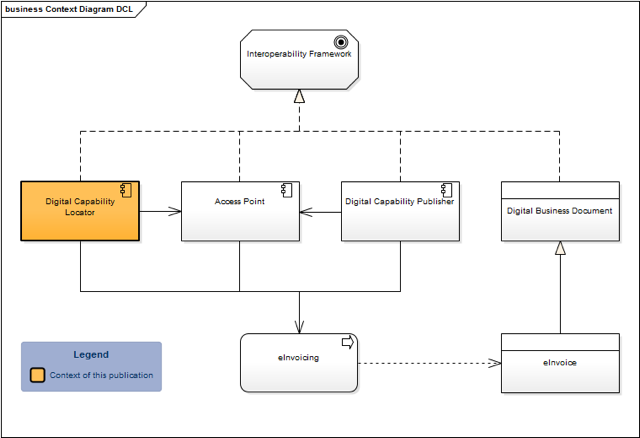 business Context Diagram DCL
Interoperability Framework
Digital Capability
Locator
Access Point
Digital Capability Publisher
Digital Business Document
eInvoicing
eInvoice
Legend
Context of this publication